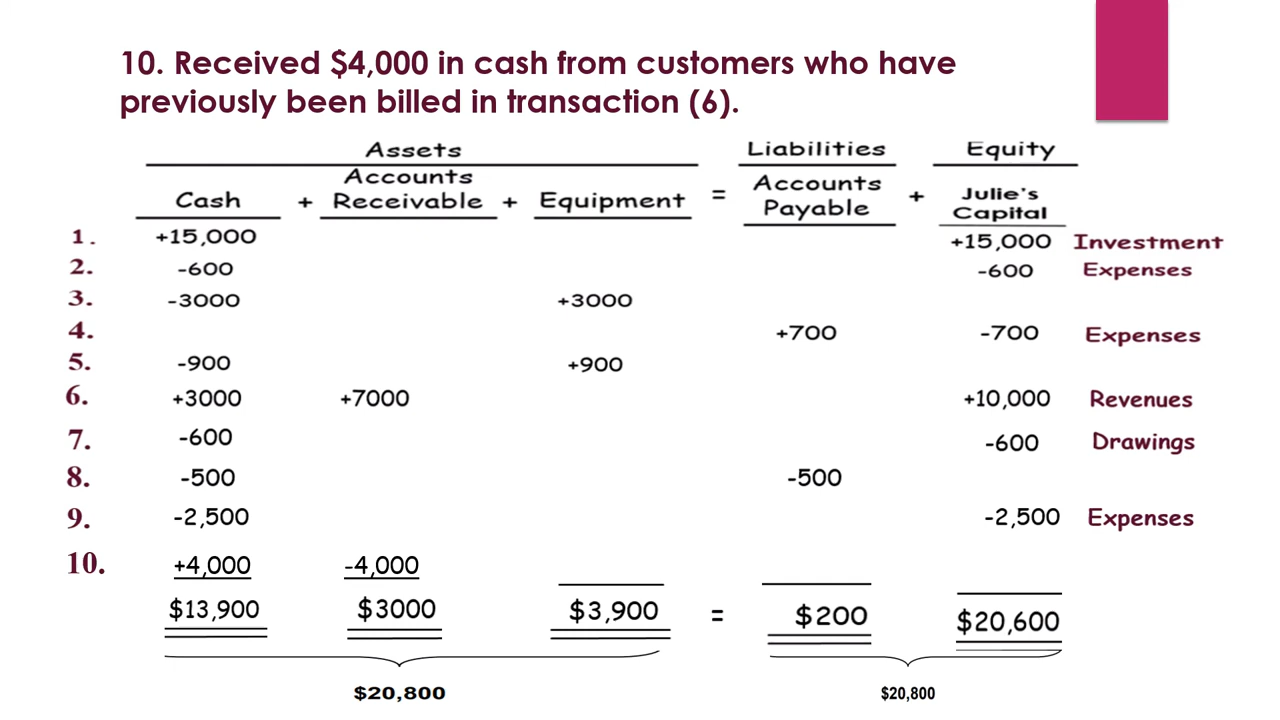 10. Received $4,000 in cash from customers who have
previously been billed in transaction (6).
Assets Liabilities Equity
Cash + Accounts Receivable + Equipment = Accounts Payable + Julie's Capital
1. +15,000 +15,000 Investment
2. -600 -600 Expenses
3. -3000 +3000
4. +700 -700 Expenses
5. -900 +900
6. +3000 +7000 +10,000 Revenues
7. -600 -600 Drawings
8. -500 -500
9. -2,500 -2,500 Expenses
10. +4,000 -4,000
$13,900 $3000 $3,900 = $200 $20,600
$20,800 $20,800